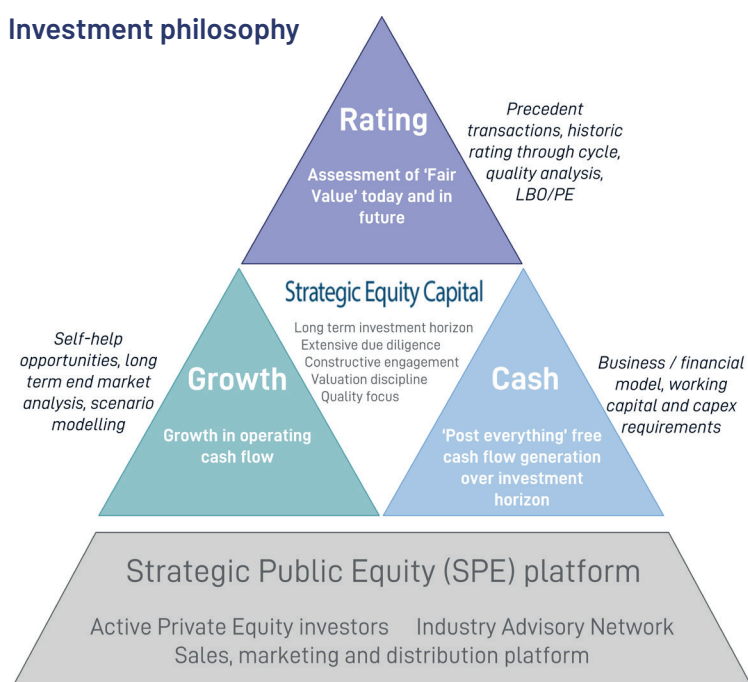 Investment philosophy
Rating
Assessment of 'Fair
Value' today and in
future
Precedent
transactions, historic
rating through cycle,
quality analysis,
LBO/PE
Strategic Equity Capital
Long term investment horizon
Extensive due diligence
Constructive engagement
Valuation discipline
Quality focus
Self-help
opportunities, long
term end market
analysis, scenario
modelling
Growth
Growth in operating
cash flow
Cash
'Post everything' free
cash flow generation
over investment
horizon
Business / financial
model, working
capital and capex
requirements
Strategic Public Equity (SPE) platform
Active Private Equity investors Industry Advisory Network
Sales, marketing and distribution platform